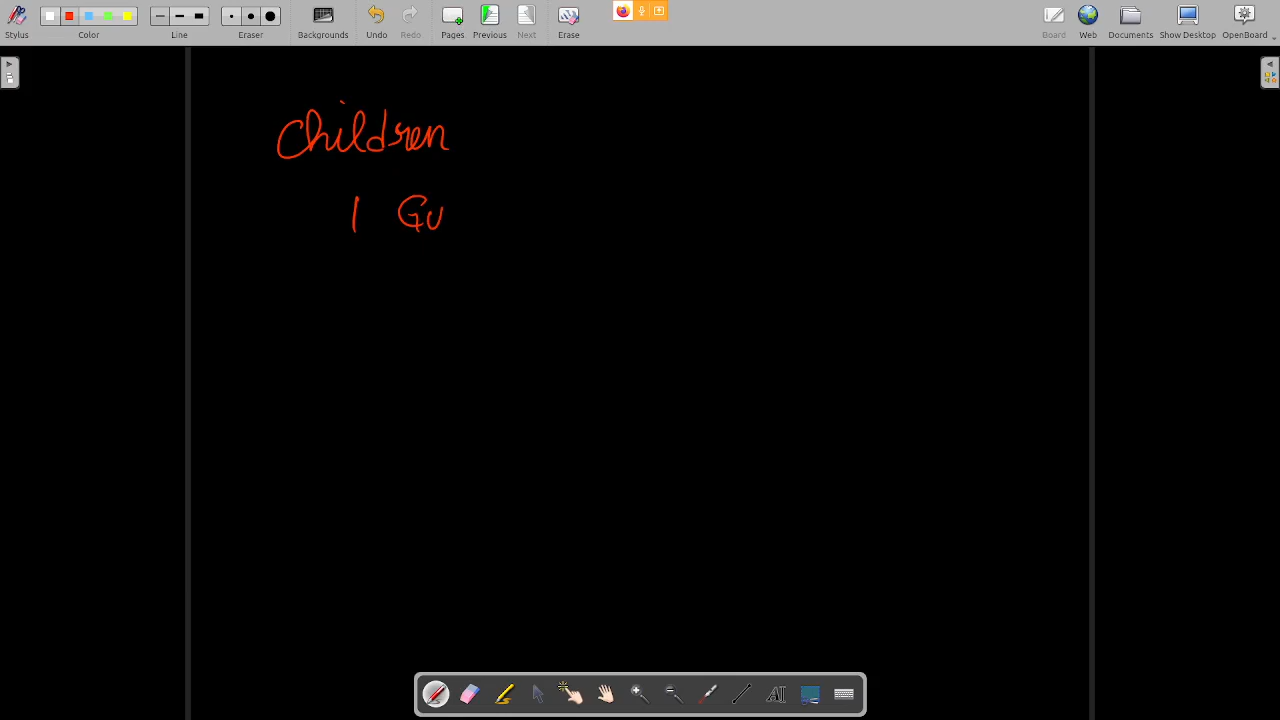 Stylus
Color
Line
Eraser
Backgrounds
Undo
Redo
Pages
Previous
Next
Erase
Board
Web
Documents
Show Desktop
OpenBoard
Children
1 Gu